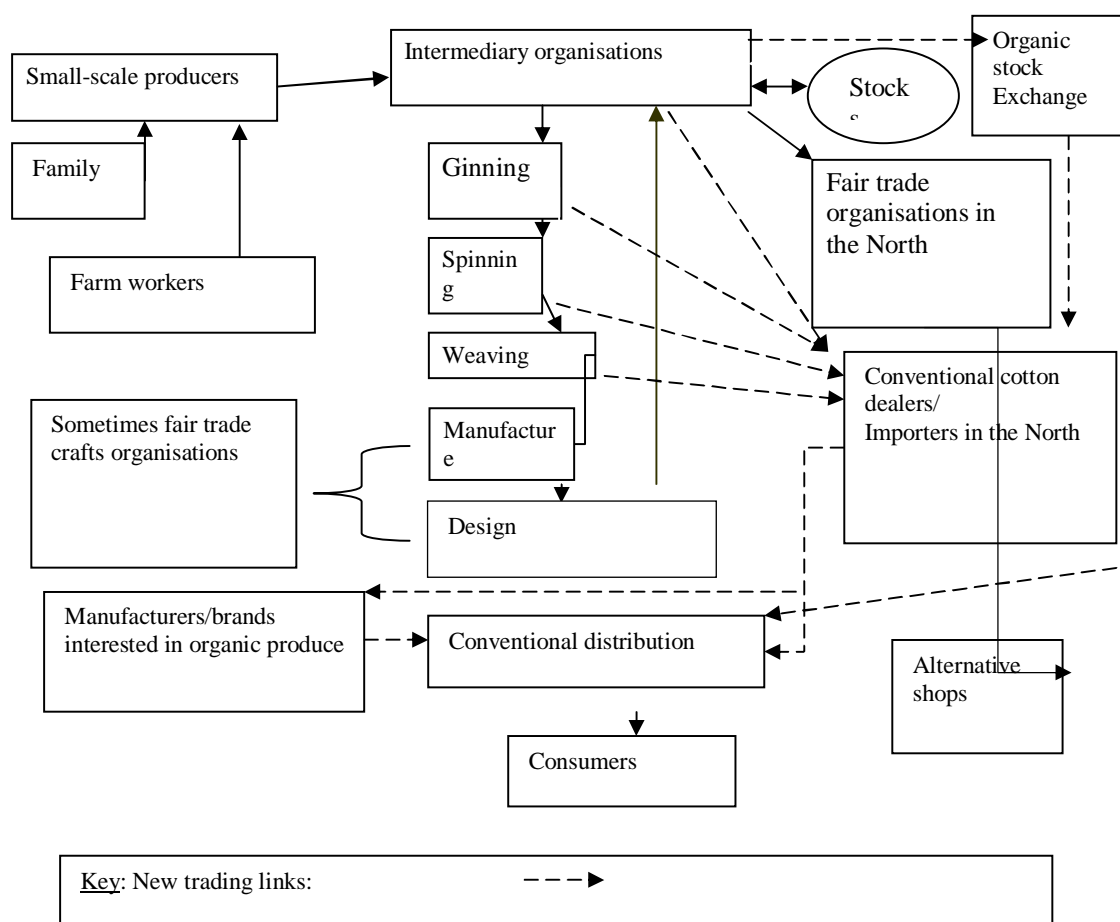 Intermediary organisations
Organic
stock
Exchange
Small-scale producers
Stock
s
Family
Ginning
Fair trade
organisations in
the North
Spinnin
g
Farm workers
Weaving
Conventional cotton
dealers/
Importers in the North
Sometimes fair trade
crafts organisations
Manufactur
e
Design
Manufacturers/brands
interested in organic produce
Conventional distribution
Alternative
shops
Consumers
Key: New trading links: